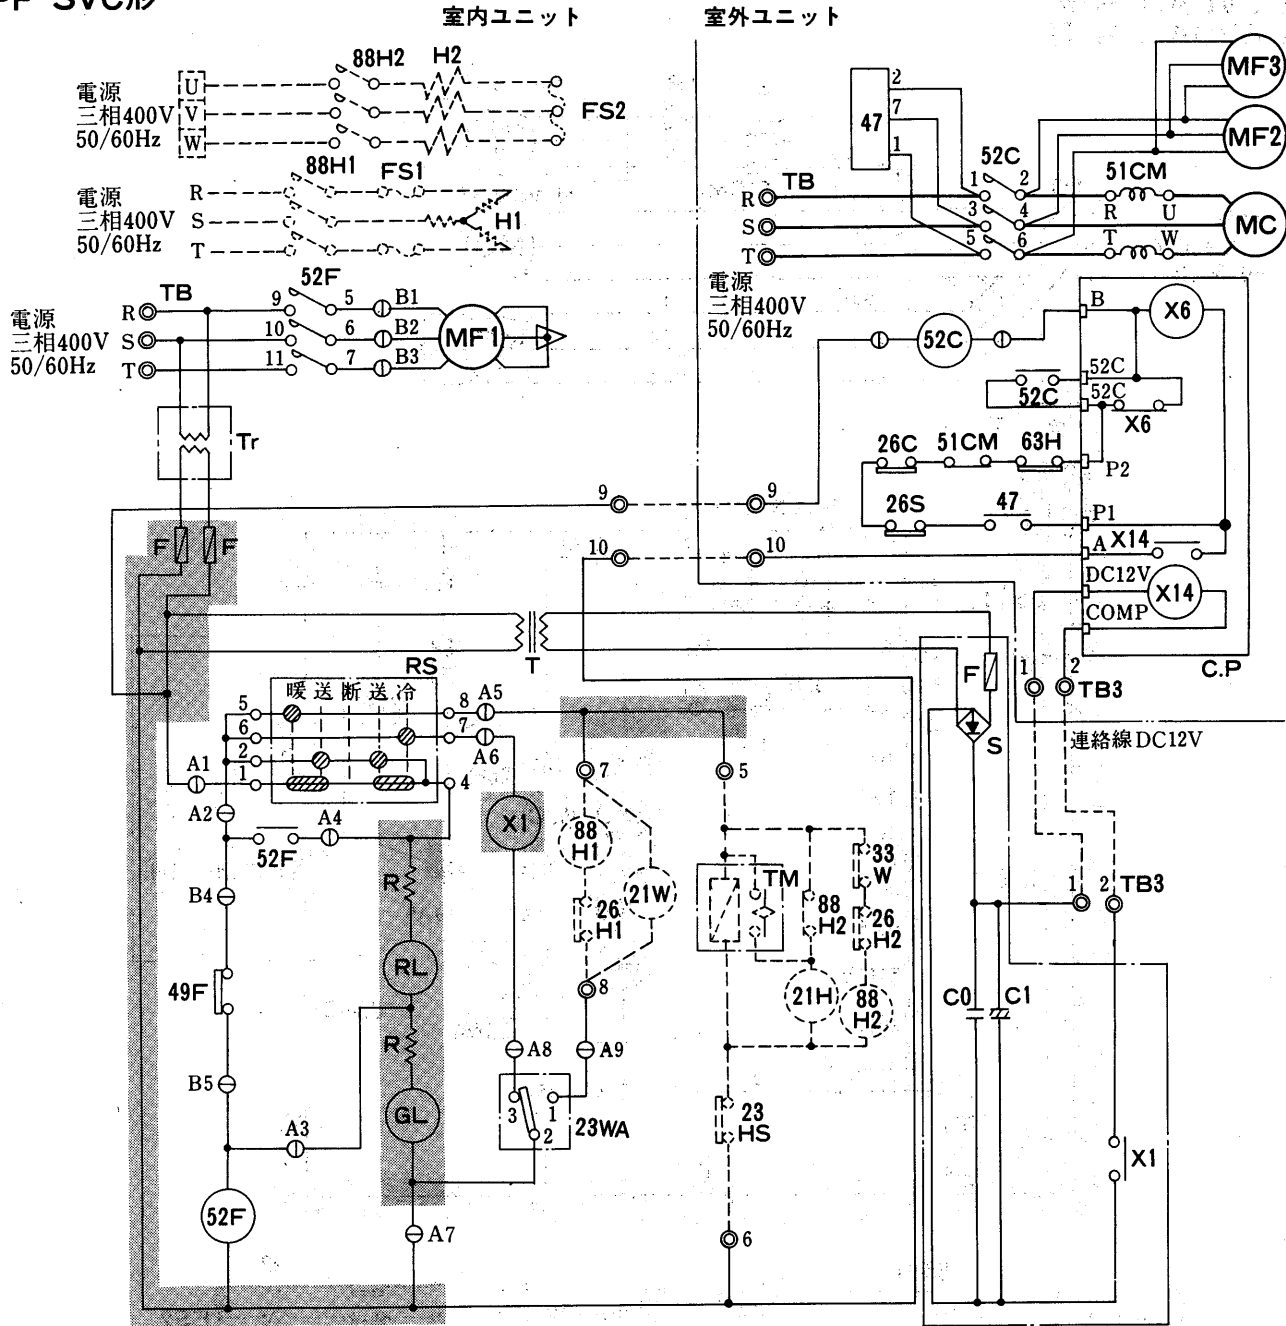 PF SVC形
室内ユニット
室外ユニット
電源
三相400V
50/60Hz
U
V
W
88H2
H2
FS2
電源
三相400V
50/60Hz
R
S
T
88H1
FS1
H1
電源
三相400V
50/60Hz
TB
R
S
T
52F
9 5 B1
10 6 B2
11 7 B3
MF1
Tr
F F
47
2
7
1
TB
R
S
T
電源
三相400V
50/60Hz
52C
1 2
3 4
5 6
51CM
R U
T W
MF3
MF2
MC
52C
B
X6
52C
52C
52C
X6
26C 51CM 63H
P2
26S 47
P1
A X14
DC12V
X14
COMP
C.P
9 9
10 10
T
F
S
1 2 TB3
連絡線DC12V
RS
暖送断送冷
5 8 A5
6 7 A6
2
A1 1 4
A2
52F A4
B4
49F
B5
A3
52F
R
RL
R
GL
A7
X1
A8
A9
3 1
2
23WA
7
88
H1
26
H1
21W
8
5
TM
88
H2
33
W
26
H2
21H
88
H2
23
HS
6
C0 C1
1 2 TB3
X1